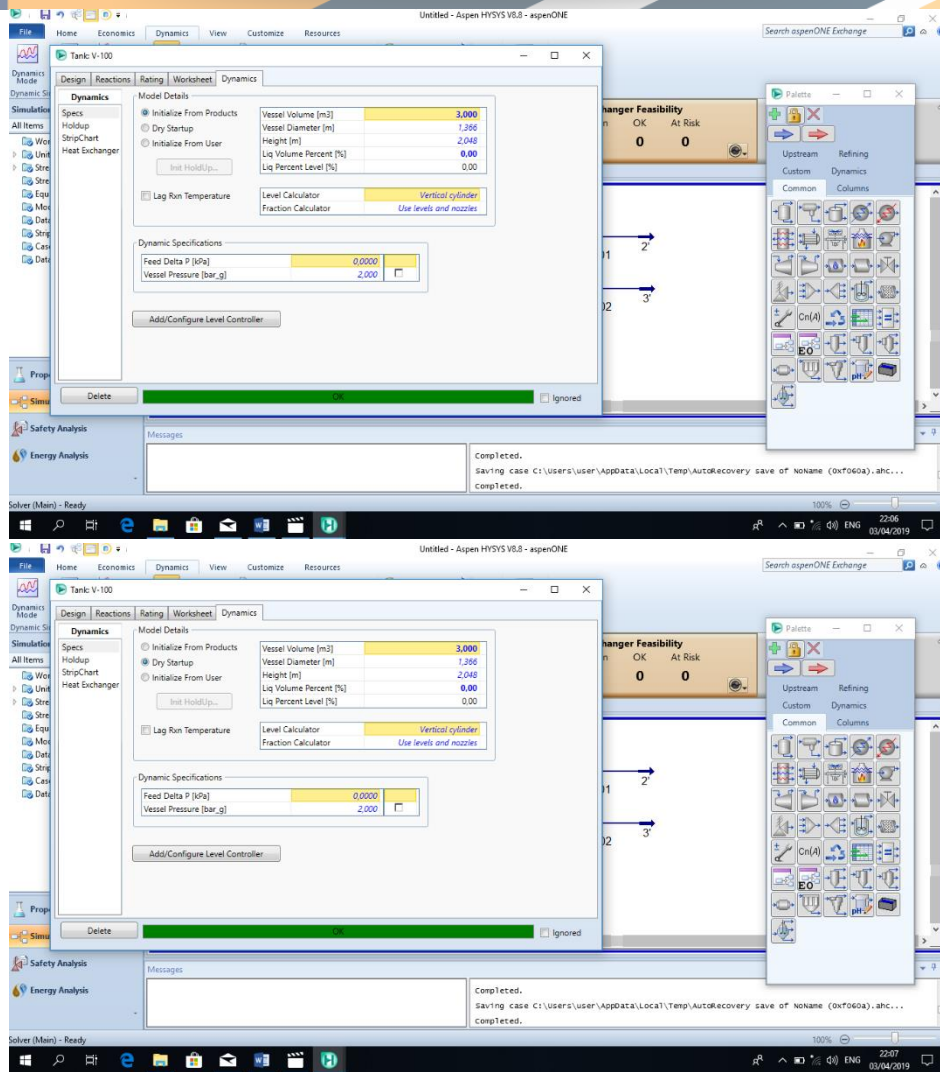 Untitled - Aspen HYSYS V8.8 - aspenONE
File Home Economics Dynamics View Customize Resources
Search aspenONE Exchange
Dynamics
Mode
Tank: V-100
Design Reactions Rating Worksheet Dynamics
Dynamics
Specs
Holdup
StripChart
Heat Exchanger
Model Details
Initialize From Products
Dry Startup
Initialize From User
Init HoldUp...
Lag Rxn Temperature
Vessel Volume [m3] 3,000
Vessel Diameter [m] 1,366
Height [m] 2,048
Liq Volume Percent [%] 0,00
Liq Percent Level [%] 0,00
Level Calculator Vertical cylinder
Fraction Calculator Use levels and nozzles
Dynamic Specifications
Feed Delta P [kPa] 0,0000
Vessel Pressure [bar_g] 2,000
Add/Configure Level Controller
Delete OK Ignored
All Items
OK At Risk
0 0
2'
3'
Palette
Upstream Refining
Custom Dynamics
Common Columns
Cn(A)
EO
pH
Safety Analysis
Energy Analysis
Messages
Completed.
Saving case C:\Users\user\AppData\Local\Temp\AutoRecovery save of NoName (0xf060a).ahc...
Completed.
Solver (Main) - Ready
100%
ENG
22:06
03/04/2019
Untitled - Aspen HYSYS V8.8 - aspenONE
File Home Economics Dynamics View Customize Resources
Search aspenONE Exchange
Dynamics
Mode
Tank: V-100
Design Reactions Rating Worksheet Dynamics
Dynamics
Specs
Holdup
StripChart
Heat Exchanger
Model Details
Initialize From Products
Dry Startup
Initialize From User
Init HoldUp...
Lag Rxn Temperature
Vessel Volume [m3] 3,000
Vessel Diameter [m] 1,366
Height [m] 2,048
Liq Volume Percent [%] 0,00
Liq Percent Level [%] 0,00
Level Calculator Vertical cylinder
Fraction Calculator Use levels and nozzles
Dynamic Specifications
Feed Delta P [kPa] 0,0000
Vessel Pressure [bar_g] 2,000
Add/Configure Level Controller
Delete OK Ignored
All Items
OK At Risk
0 0
2'
3'
Palette
Upstream Refining
Custom Dynamics
Common Columns
Cn(A)
EO
pH
Safety Analysis
Energy Analysis
Messages
Completed.
Saving case C:\Users\user\AppData\Local\Temp\AutoRecovery save of NoName (0xf060a).ahc...
Completed.
Solver (Main) - Ready
100%
ENG
22:07
03/04/2019